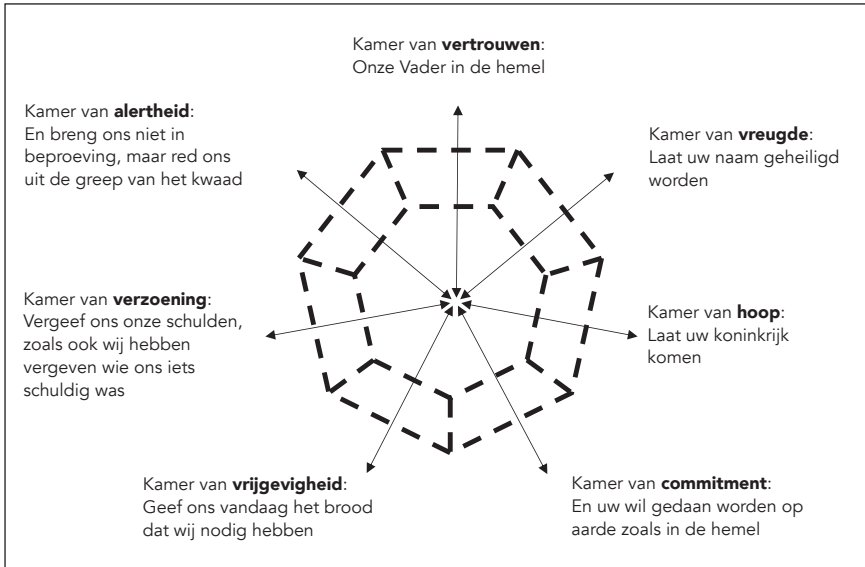 Kamer van vertrouwen:
Onze Vader in de hemel
Kamer van vreugde:
Laat uw naam geheiligd
worden
Kamer van hoop:
Laat uw koninkrijk
komen
Kamer van commitment:
En uw wil gedaan worden op
aarde zoals in de hemel
Kamer van vrijgevigheid:
Geef ons vandaag het brood
dat wij nodig hebben
Kamer van verzoening:
Vergeef ons onze schulden,
zoals ook wij hebben
vergeven wie ons iets
schuldig was
Kamer van alertheid:
En breng ons niet in
beproeving, maar red ons
uit de greep van het kwaad